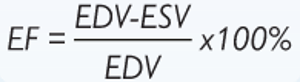 EF = EDV-ESV / EDV x100%